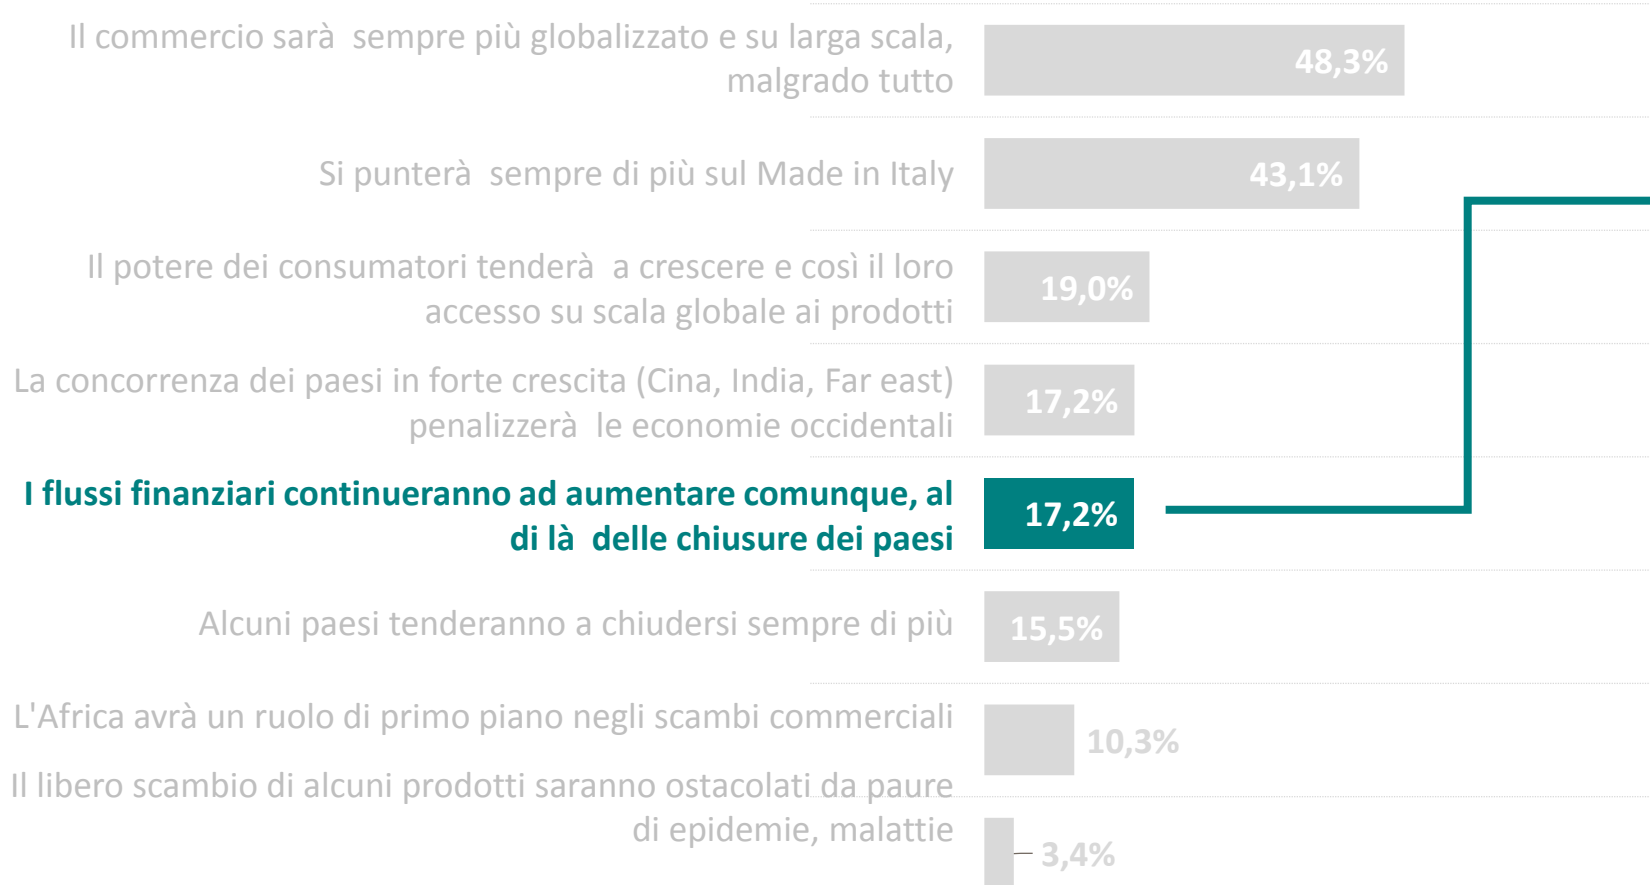 Il commercio sarà  sempre più globalizzato e su larga scala,
malgrado tutto
48,3%
Si punterà  sempre di più sul Made in Italy
43,1%
Il potere dei consumatori tenderà  a crescere e così il loro
accesso su scala globale ai prodotti
19,0%
La concorrenza dei paesi in forte crescita (Cina, India, Far east)
penalizzerà  le economie occidentali
17,2%
I flussi finanziari continueranno ad aumentare comunque, al
di là  delle chiusure dei paesi
17,2%
Alcuni paesi tenderanno a chiudersi sempre di più
15,5%
L'Africa avrà un ruolo di primo piano negli scambi commerciali
10,3%
Il libero scambio di alcuni prodotti saranno ostacolati da paure
di epidemie, malattie
3,4%